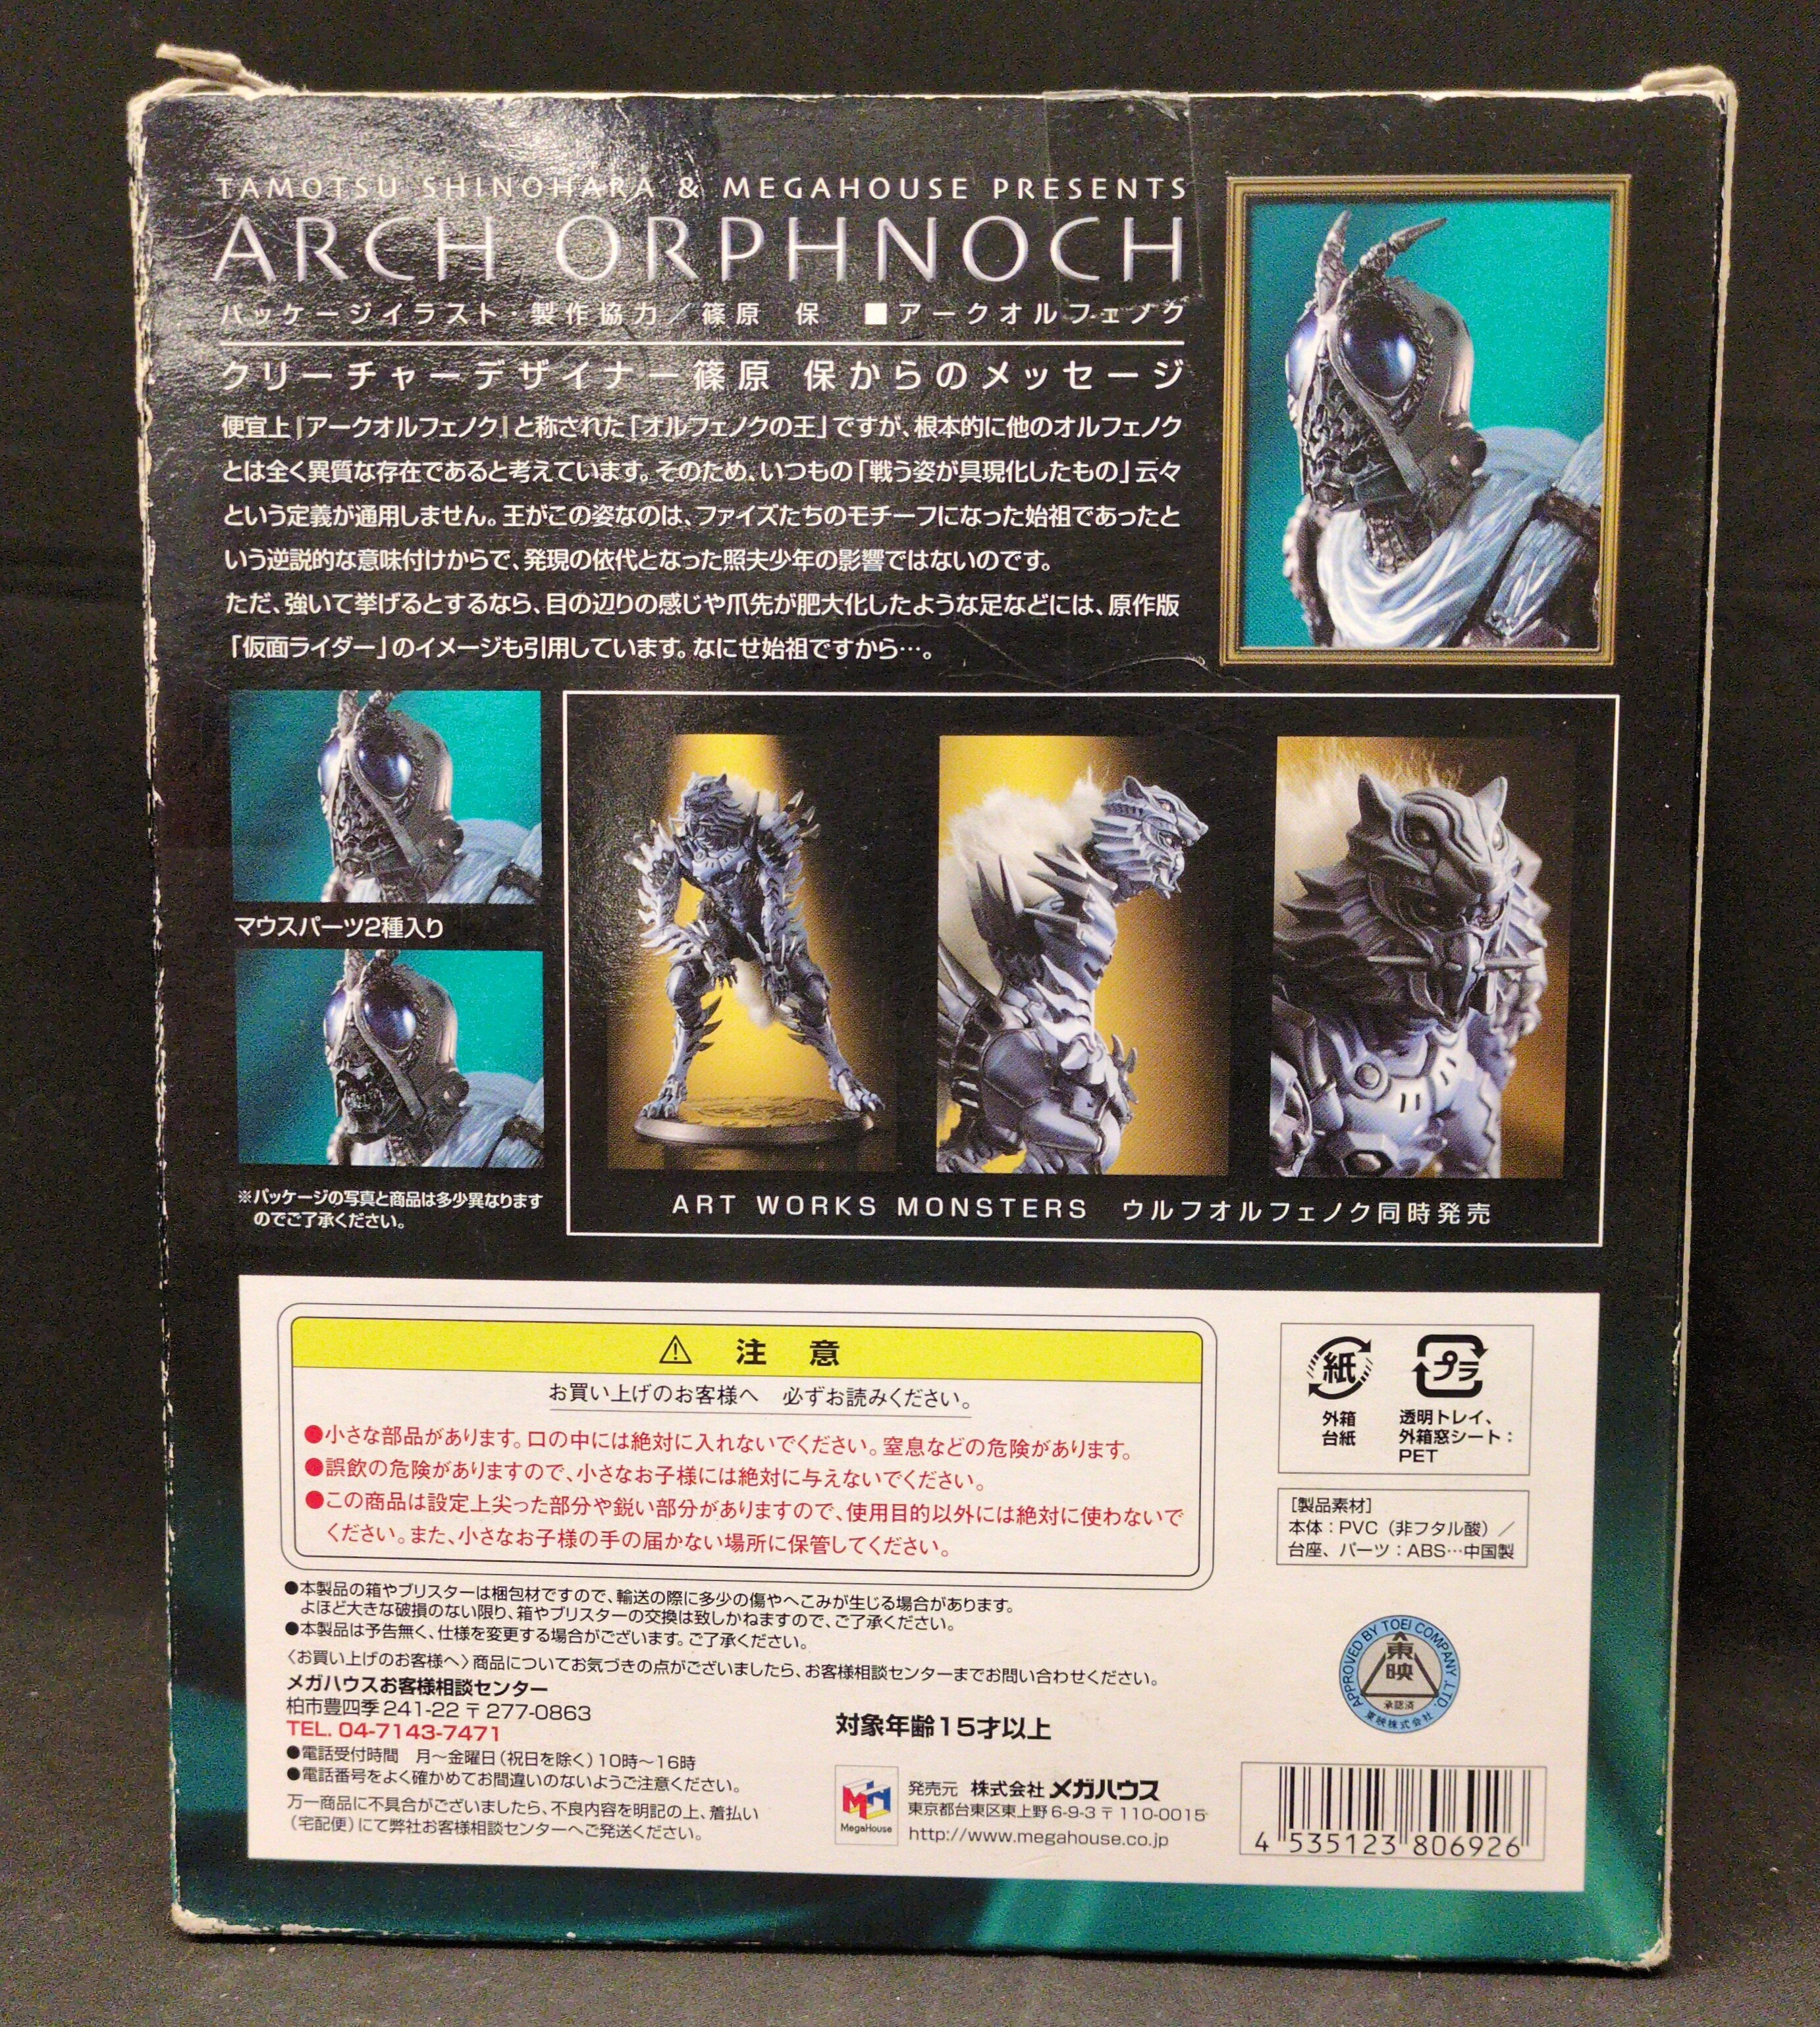 TAMOTSU SHINOHARA & MEGAHOUSE PRESENTS
ARCH ORPHNOCH
パッケージイラスト・製作協力／篠原 保 ■アークオルフェノク
クリーチャーデザイナー篠原 保からのメッセージ
便宜上『アークオルフェノク』と称された「オルフェノクの王」ですが、根本的に他のオルフェノク
とは全く異質な存在であると考えています。そのため、いつもの「戦う姿が具現化したもの」云々
という定義が通用しません。王がこの姿なのは、ファイズたちのモチーフになった始祖であったと
いう逆説的な意味付けからで、発現の依代となった照夫少年の影響ではないのです。
ただ、強いて挙げるとするなら、目の辺りの感じや爪先が肥大化したような足などには、原作版
「仮面ライダー」のイメージも引用しています。なにせ始祖ですから…。
マウスパーツ2種入り
※パッケージの写真と商品は多少異なります
のでご了承ください。
ART WORKS MONSTERS ウルフオルフェノク同時発売
⚠ 注意
お買い上げのお客様へ 必ずお読みください。
●小さな部品があります。口の中には絶対に入れないでください。窒息などの危険があります。
●誤飲の危険がありますので、小さなお子様には絶対に与えないでください。
●この商品は設定上尖った部分や鋭い部分がありますので、使用目的以外には絶対に使わないで
ください。また、小さなお子様の手の届かない場所に保管してください。
紙
外箱
台紙
プラ
透明トレイ、
外箱窓シート：
PET
［製品素材］
本体：PVC（非フタル酸）／
台座、パーツ：ABS…中国製
●本製品の箱やブリスターは梱包材ですので、輸送の際に多少の傷やへこみが生じる場合があります。
よほど大きな破損のない限り、箱やブリスターの交換は致しかねますので、ご了承ください。
●本製品は予告無く、仕様を変更する場合がございます。ご了承ください。
〈お買い上げのお客様へ〉商品についてお気づきの点がございましたら、お客様相談センターまでお問い合わせください。
メガハウスお客様相談センター
柏市豊四季241-22 〒277-0863
TEL. 04-7143-7471
●電話受付時間 月～金曜日（祝日を除く）10時～16時
●電話番号をよく確かめてお間違いのないようご注意ください。
万一商品に不具合がございましたら、不良内容を明記の上、着払い
（宅配便）にて弊社お客様相談センターへご発送ください。
対象年齢15才以上
MegaHouse
発売元 株式会社メガハウス
東京都台東区東上野6-9-3 〒110-0015
http://www.megahouse.co.jp
APPROVED BY TOEI COMPANY, LTD.
東映
承認済
東映株式会社
4 535123 806926